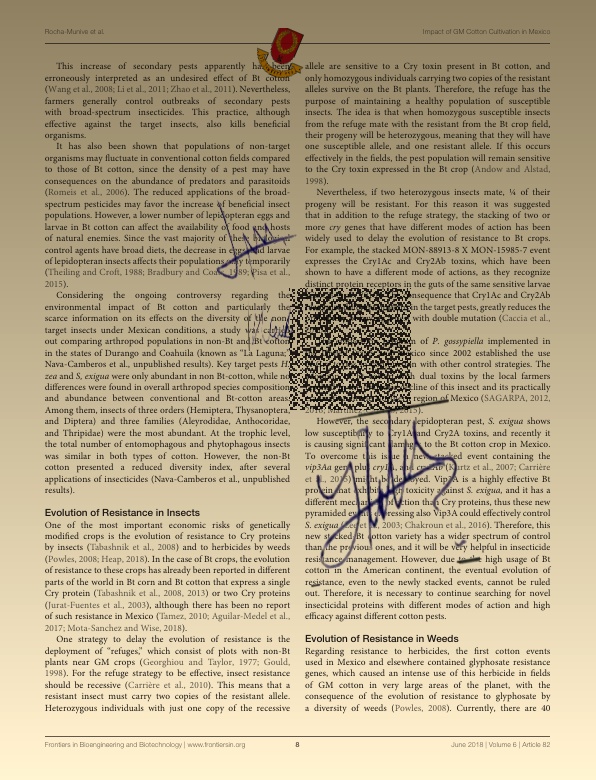 Rocha-Munive et al.
Impact of GM Cotton Cultivation in Mexico
This increase of secondary pests apparently has been
erroneously interpreted as an undesired effect of Bt cotton
(Wang et al., 2008; Li et al., 2011; Zhao et al., 2011). Nevertheless,
farmers generally control outbreaks of secondary pests
with broad-spectrum insecticides. This practice, although
effective against the target insects, also kills beneficial
organisms.
It has also been shown that populations of non-target
organisms may fluctuate in conventional cotton fields compared
to those of Bt cotton, since the density of a pest may have
consequences on the abundance of predators and parasitoids
(Romeis et al., 2006). The reduced applications of the broad-
spectrum pesticides may favor the increase of beneficial insect
populations. However, a lower number of lepidopteran eggs and
larvae in Bt cotton can affect the availability of food and hosts
of natural enemies. Since the vast majority of these biological
control agents have broad diets, the decrease in eggs and larvae
of lepidopteran insects affects their populations only temporarily
(Theiling and Croft, 1988; Bradbury and Coats, 1989; Pisa et al.,
2015).
Considering the ongoing controversy regarding the
environmental impact of Bt cotton and particularly the
scarce information on its effects on the diversity of the non-
target insects under Mexican conditions, a study was carried
out comparing arthropod populations in non-Bt and Bt cotton
in the states of Durango and Coahuila (known as "La Laguna;"
Nava-Camberos et al., unpublished results). Key target pests H.
zea and S. exigua were only abundant in non-Bt cotton, while no
differences were found in overall arthropod species composition
and abundance between conventional and Bt-cotton areas.
Among them, insects of three orders (Hemiptera, Thysanoptera,
and Diptera) and three families (Aleyrodidae, Anthocoridae,
and Thripidae) were the most abundant. At the trophic level,
the total number of entomophagous and phytophagous insects
was similar in both types of cotton. However, the non-Bt
cotton presented a reduced diversity index, after several
applications of insecticides (Nava-Camberos et al., unpublished
results).
Evolution of Resistance in Insects
One of the most important economic risks of genetically
modified crops is the evolution of resistance to Cry proteins
by insects (Tabashnik et al., 2008) and to herbicides by weeds
(Powles, 2008; Heap, 2018). In the case of Bt crops, the evolution
of resistance to these crops has already been reported in different
parts of the world in Bt corn and Bt cotton that express a single
Cry protein (Tabashnik et al., 2008, 2013) or two Cry proteins
(Jurat-Fuentes et al., 2003), although there has been no report
of such resistance in Mexico (Tamez, 2010; Aguilar-Medel et al.,
2017; Mota-Sanchez and Wise, 2018).
One strategy to delay the evolution of resistance is the
deployment of "refuges," which consist of plots with non-Bt
plants near GM crops (Georghiou and Taylor, 1977; Gould,
1998). For the refuge strategy to be effective, insect resistance
should be recessive (Carrière et al., 2010). This means that a
resistant insect must carry two copies of the resistant allele.
Heterozygous individuals with just one copy of the recessive
allele are sensitive to a Cry toxin present in Bt cotton, and
only homozygous individuals carrying two copies of the resistant
alleles survive on the Bt plants. Therefore, the refuge has the
purpose of maintaining a healthy population of susceptible
insects. The idea is that when homozygous susceptible insects
from the refuge mate with the resistant from the Bt crop field,
their progeny will be heterozygous, meaning that they will have
one susceptible allele, and one resistant allele. If this occurs
effectively in the fields, the pest population will remain sensitive
to the Cry toxin expressed in the Bt crop (Andow and Alstad,
1998).
Nevertheless, if two heterozygous insects mate, ¼ of their
progeny will be resistant. For this reason it was suggested
that in addition to the refuge strategy, the stacking of two or
more cry genes that have different modes of action has been
widely used to delay the evolution of resistance to Bt crops.
For example, the stacked MON-88913-8 X MON-15985-7 event
expresses the Cry1Ac and Cry2Ab toxins, which have been
shown to have a different mode of actions, as they recognize
distinct protein receptors in the guts of the same sensitive larvae
consequence that Cry1Ac and Cry2Ab
in the target pests, greatly reduces the
with double mutation (Caccia et al.,
of P. gossypiella implemented in
since 2002 established the use
with other control strategies. The
dual toxins by the local farmers
decline of this insect and its practically
region of Mexico (SAGARPA, 2012,
2015).
However, the secondary lepidopteran pest, S. exigua shows
low susceptibility to Cry1A and Cry2A toxins, and recently it
is causing significant damage to the Bt cotton crop in Mexico.
To overcome this issue a new stacked event containing the
vip3Aa gene plus cry1Ac and cry2Ab (Kurtz et al., 2007; Carrière
et al., 2015) might be deployed. Vip3A is a highly effective Bt
protein that exhibits high toxicity against S. exigua, and it has a
different mechanism of action than Cry proteins, thus these new
pyramided events expressing also Vip3A could effectively control
S. exigua (Lee et al., 2003; Chakroun et al., 2016). Therefore, this
new stacked Bt cotton variety has a wider spectrum of control
than the previous ones, and it will be very helpful in insecticidal
resistance management. However, due to high usage of Bt
cotton in the American continent, the eventual evolution of
resistance, even to the newly stacked events, cannot be ruled
out. Therefore, it is necessary to continue searching for novel
insecticidal proteins with different modes of action and high
efficacy against different cotton pests.
Evolution of Resistance in Weeds
Regarding resistance to herbicides, the first cotton events
used in Mexico and elsewhere contained glyphosate resistance
genes, which caused an intense use of this herbicide in fields
of GM cotton in very large areas of the planet, with the
consequence of the evolution of resistance to glyphosate by
a diversity of weeds (Powles, 2008). Currently, there are 40
Frontiers in Bioengineering and Biotechnology | www.frontiersin.org
8
June 2018 | Volume 6 | Article 82